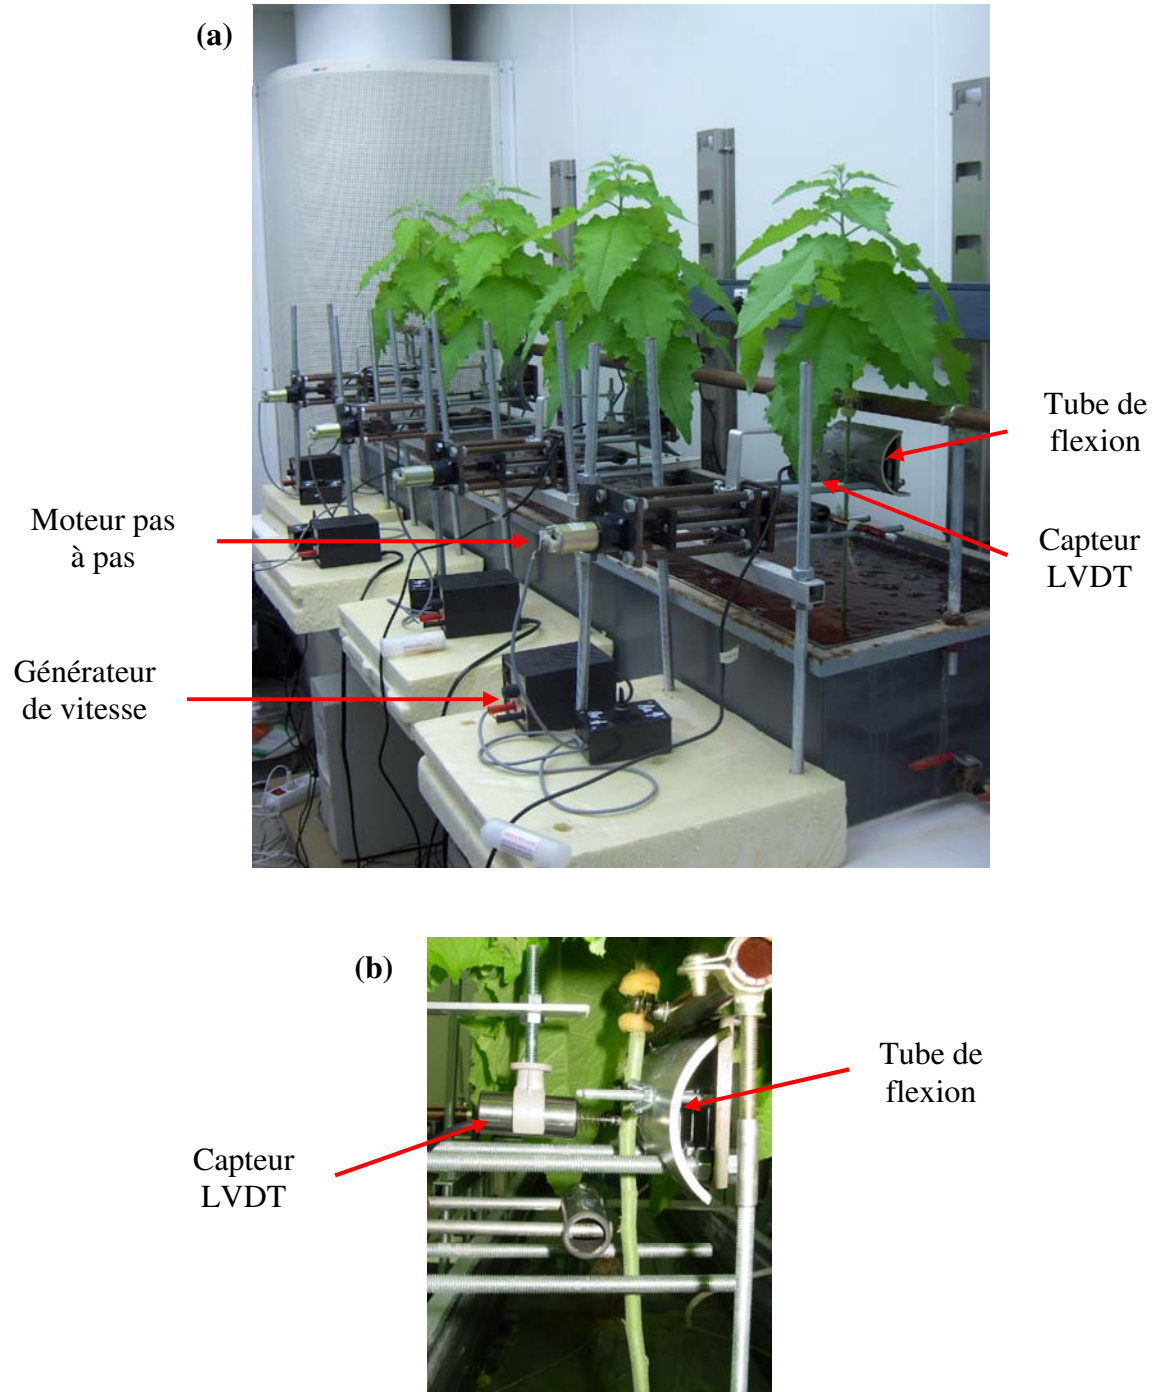 (a)
Tube de
flexion
Moteur pas
à pas
Capteur
LVDT
Générateur
de vitesse
(b)
Tube de
flexion
Capteur
LVDT